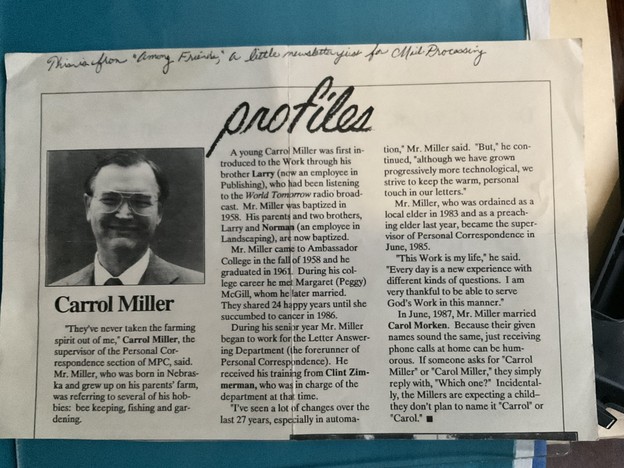 This is from "Among Friends," a little newsletter just for Mail Processing
profiles
Carrol Miller
"They've never taken the farming
spirit out of me," Carrol Miller, the
supervisor of the Personal Cor-
respondence section of MPC, said.
Mr. Miller, who was born in Nebras-
ka and grew up on his parents' farm,
was referring to several of his hob-
bies: bee keeping, fishing and gar-
dening.
A young Carrol Miller was first in-
troduced to the Work through his
brother Larry (now an employee in
Publishing), who had been listening
to the World Tomorrow radio broad-
cast. Mr. Miller was baptized in
1958. His parents and two brothers,
Larry and Norman (an employee in
Landscaping), are now baptized.
Mr. Miller came to Ambassador
College in the fall of 1958 and he
graduated in 1961. During his col-
lege career he met Margaret (Peggy)
McGill, whom he later married.
They shared 24 happy years until she
succumbed to cancer in 1986.
During his senior year Mr. Miller
began to work for the Letter Answer-
ing Department (the forerunner of
Personal Correspondence). He
received his training from Clint Zim-
merman, who was in charge of the
department at that time.
"I've seen a lot of changes over the
last 27 years, especially in automa-
tion," Mr. Miller said. "But," he con-
tinued, "although we have grown
progressively more technological, we
strive to keep the warm, personal
touch in our letters."
Mr. Miller, who was ordained as a
local elder in 1983 and as a preach-
ing elder last year, became the super-
visor of Personal Correspondence in
June, 1985.
"This Work is my life," he said.
"Every day is a new experience with
different kinds of questions. I am
very thankful to be able to serve
God's Work in this manner."
In June, 1987, Mr. Miller married
Carol Morken. Because their given
names sound the same, just receiving
phone calls at home can be hum-
orous. If someone asks for "Carrol
Miller" or "Carol Miller," they simply
reply with, "Which one?" Incidental-
ly, the Millers are expecting a child–
they don't plan to name it "Carrol" or
"Carol." ■